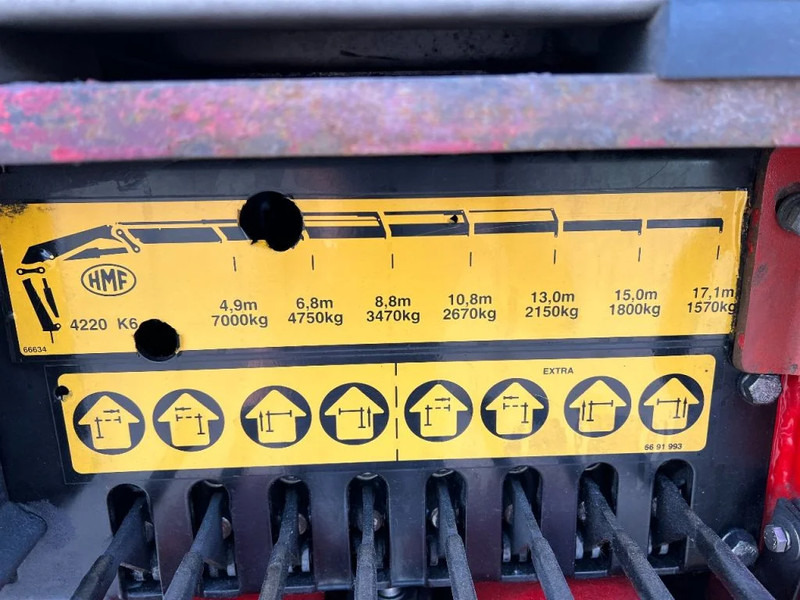 HMF
4220 K6
66634
4,9m 6,8m 8,8m 10,8m 13,0m 15,0m 17,1m
7000kg 4750kg 3470kg 2670kg 2150kg 1800kg 1570kg
EXTRA
66 91 993